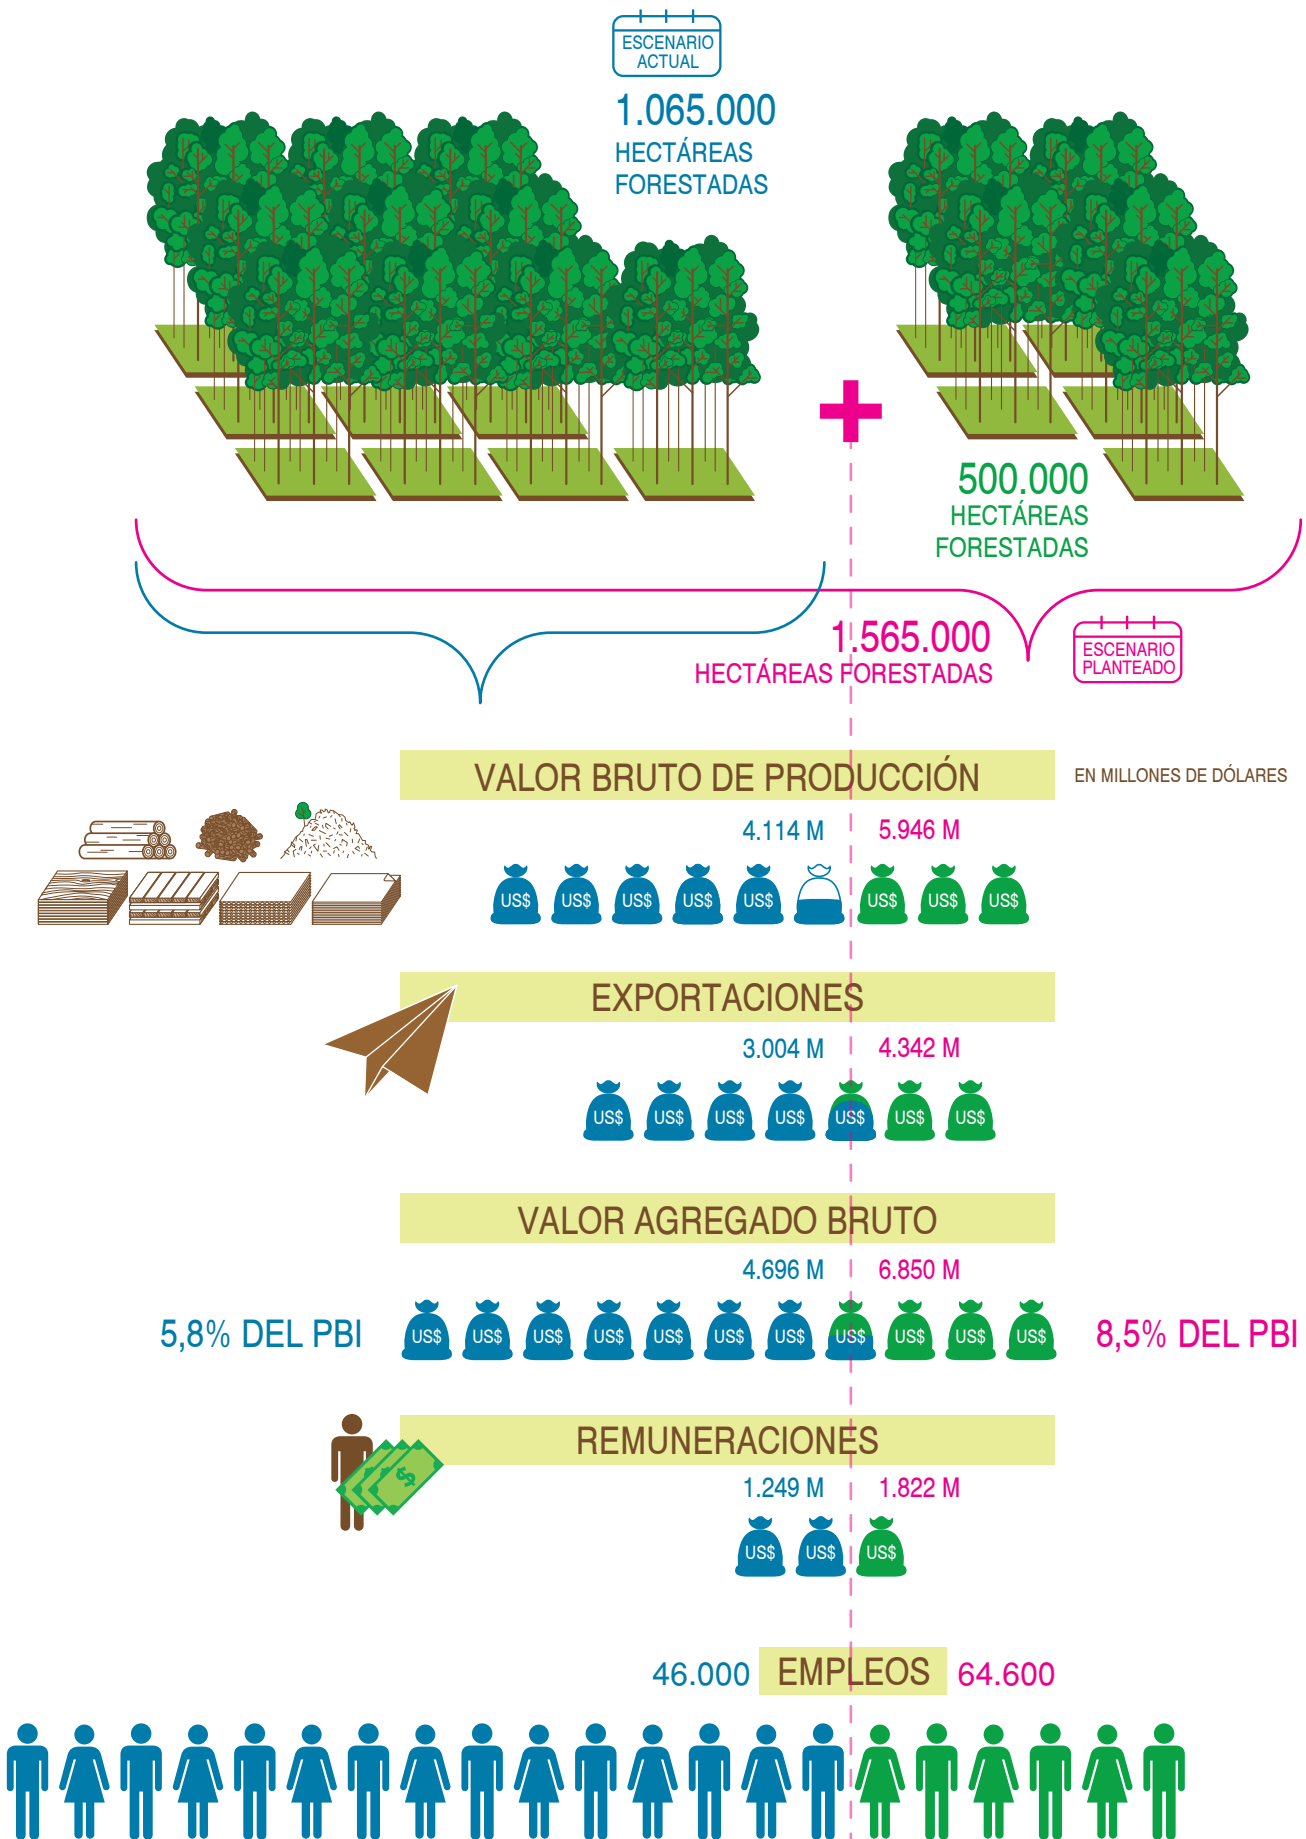 ESCENARIO
ACTUAL
1.065.000
HECTÁREAS
FORESTADAS
500.000
HECTÁREAS
FORESTADAS
1.565.000
HECTÁREAS FORESTADAS
ESCENARIO
PLANTEADO
VALOR BRUTO DE PRODUCCIÓN
EN MILLONES DE DÓLARES
4.114 M 5.946 M
US$ US$ US$ US$ US$ US$ US$ US$
EXPORTACIONES
3.004 M 4.342 M
US$ US$ US$ US$ US$ US$ US$
VALOR AGREGADO BRUTO
4.696 M 6.850 M
5,8% DEL PBI
US$ US$ US$ US$ US$ US$ US$ US$ US$ US$ US$
8,5% DEL PBI
REMUNERACIONES
$
1.249 M 1.822 M
US$ US$ US$
46.000 EMPLEOS 64.600